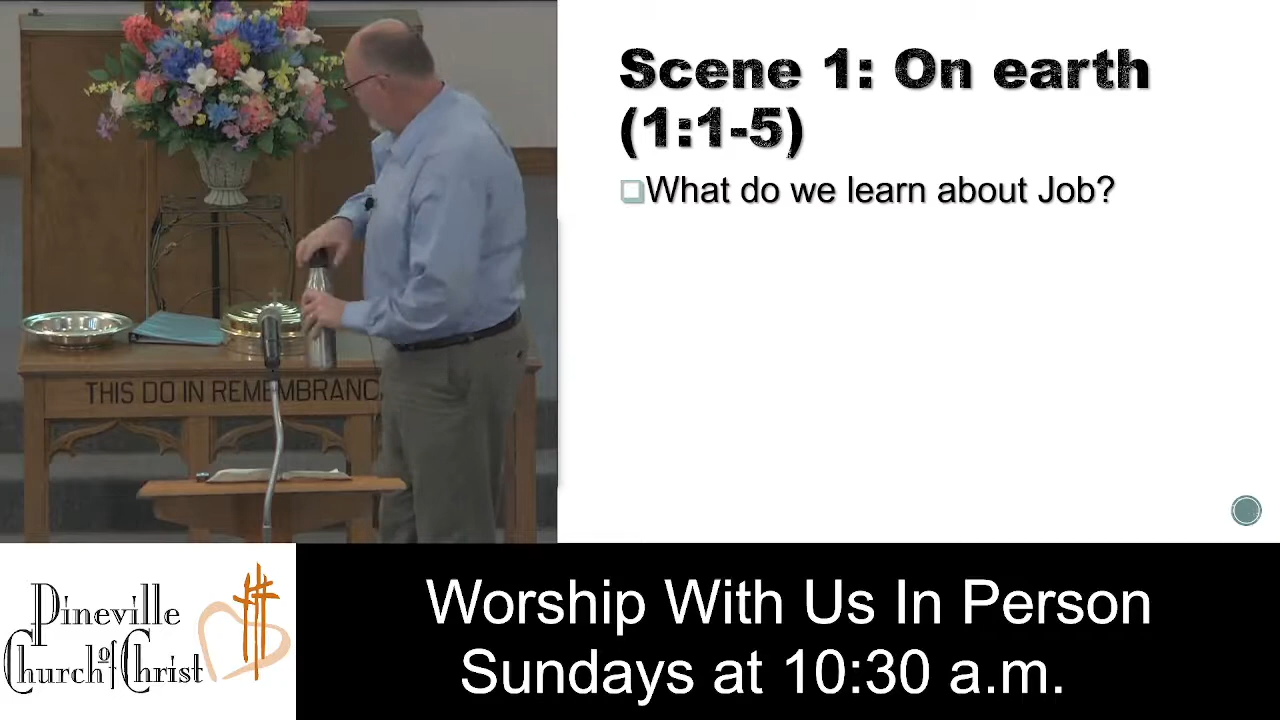 Scene 1: On earth
(1:1-5)
What do we learn about Job?
THIS DO IN REMEMBRANC
Pineville
Church of Christ
Worship With Us In Person
Sundays at 10:30 a.m.